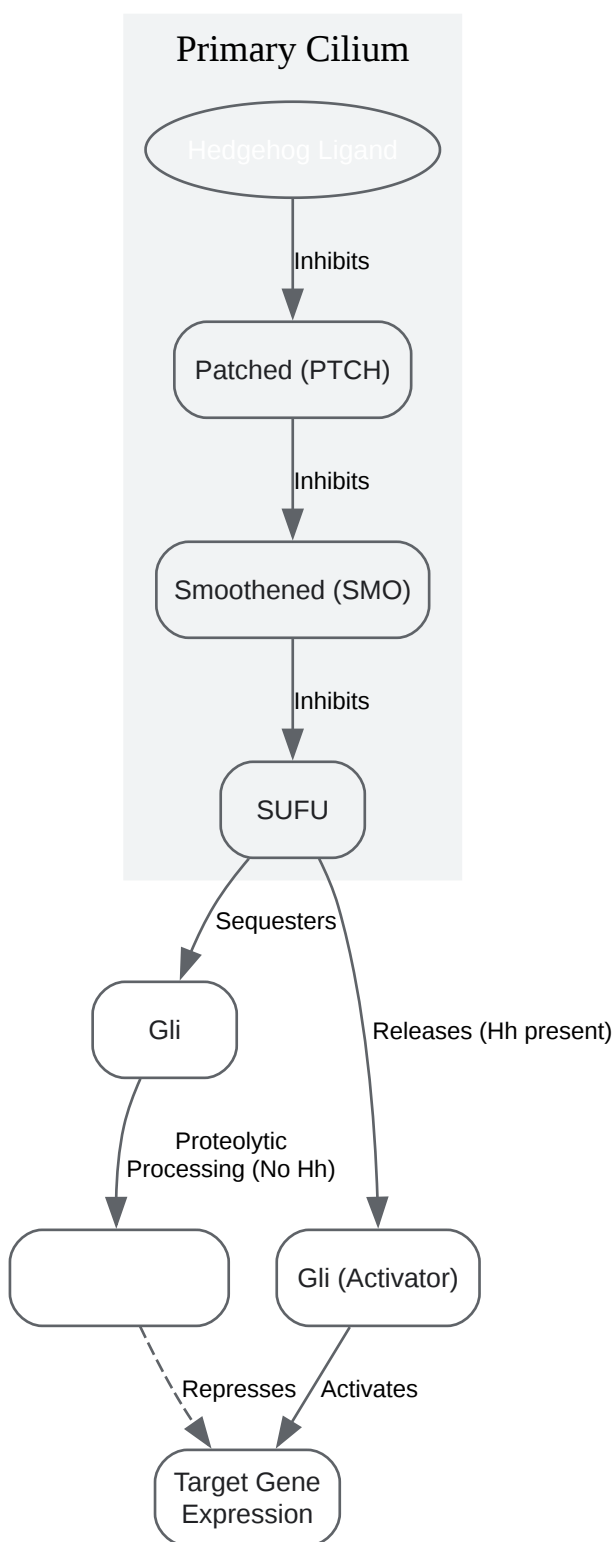 Primary Cilium
Hedgehog Ligand
Inhibits
Patched (PTCH)
Inhibits
Smoothened (SMO)
Inhibits
SUFU
Sequesters
Gli
Releases (Hh present)
Proteolytic
Processing (No Hh)
Gli (Activator)
Represses
Activates
Target Gene
Expression